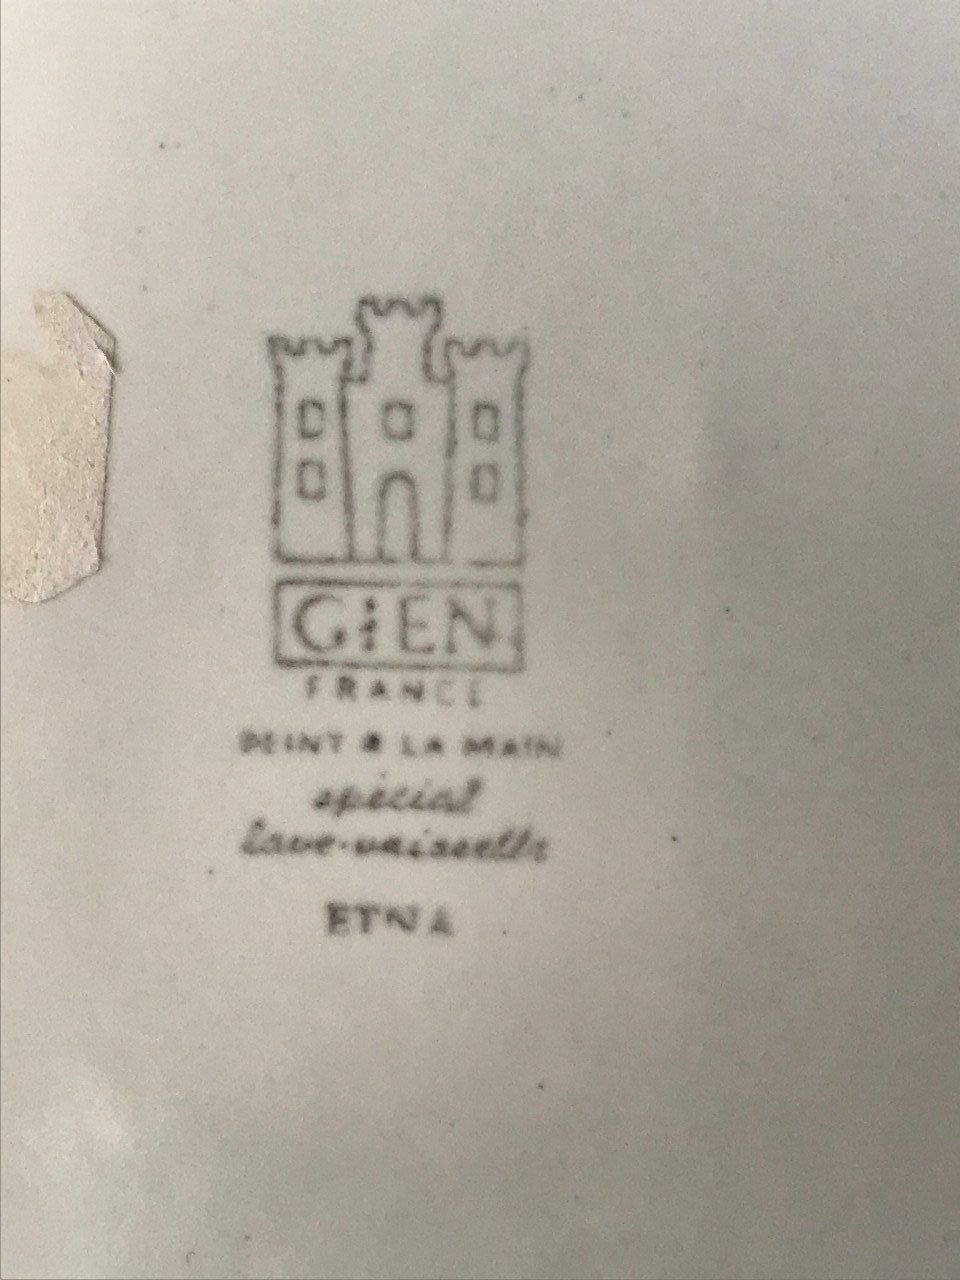 GiEN
FRANCE
PEINT A LA MAIN
spécial
lave-vaisselle
ETNA